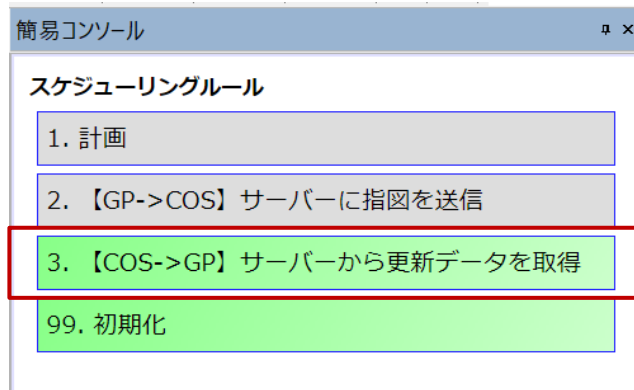 簡易コンソール
スケジューリングルール
1. 計画
2. 【GP->COS】サーバーに指図を送信
3. 【COS->GP】サーバーから更新データを取得
99. 初期化